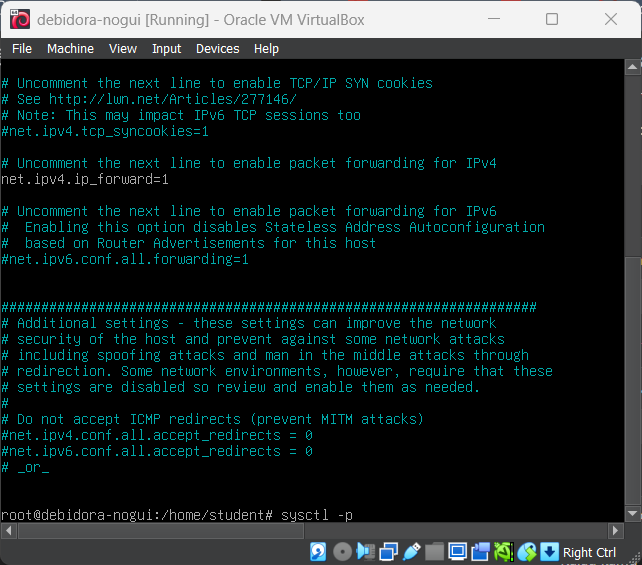 debidora-nogui [Running] - Oracle VM VirtualBox
File Machine View Input Devices Help
# Uncomment the next line to enable TCP/IP SYN cookies
# See http://lwn.net/Articles/277146/
# Note: This may impact IPv6 TCP sessions too
#net.ipv4.tcp_syncookies=1
# Uncomment the next line to enable packet forwarding for IPv4
net.ipv4.ip_forward=1
# Uncomment the next line to enable packet forwarding for IPv6
#  Enabling this option disables Stateless Address Autoconfiguration
#  based on Router Advertisements for this host
#net.ipv6.conf.all.forwarding=1
###################################################################
# Additional settings - these settings can improve the network
# security of the host and prevent against some network attacks
# including spoofing attacks and man in the middle attacks through
# redirection. Some network environments, however, require that these
# settings are disabled so review and enable them as needed.
#
# Do not accept ICMP redirects (prevent MITM attacks)
#net.ipv4.conf.all.accept_redirects = 0
#net.ipv6.conf.all.accept_redirects = 0
# _or_
root@debidora-nogui:/home/student# sysctl -p
Right Ctrl